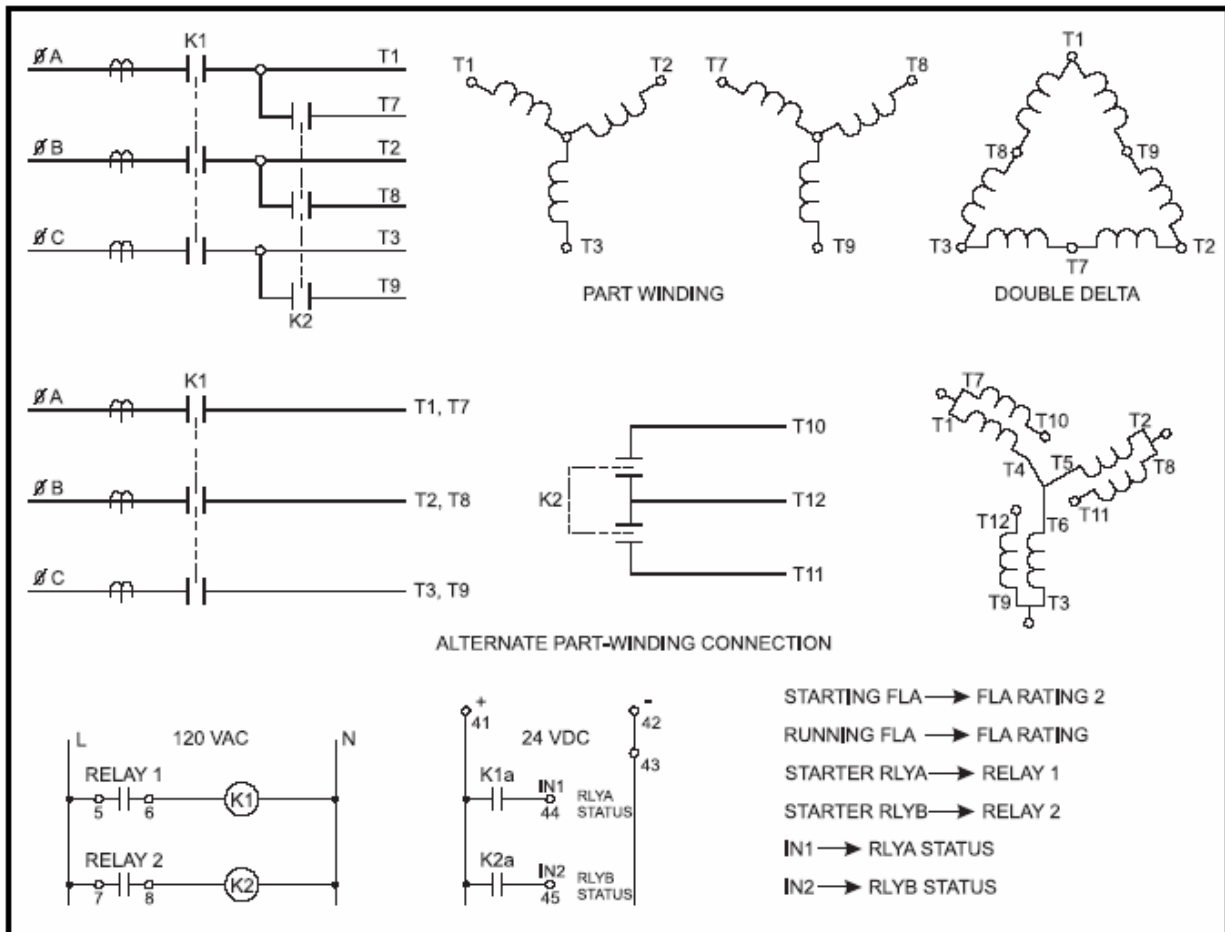 K1
ØA
T1
T7
ØB
T2
T8
ØC
T3
T9
K2
T1
T2
T3
T7
T8
T9
PART WINDING
T1
T8
T9
T3
T7
T2
DOUBLE DELTA
K1
ØA
T1, T7
ØB
T2, T8
ØC
T3, T9
K2
T10
T12
T11
T7
T1
T10
T2
T4
T5
T8
T11
T12
T6
T9
T3
ALTERNATE PART-WINDING CONNECTION
L 120 VAC N
RELAY 1
5 6 K1
RELAY 2
7 8 K2
+ -
41 24 VDC 42
43
K1a IN1 RLYA
44 STATUS
K2a IN2 RLYB
45 STATUS
STARTING FLA → FLA RATING 2
RUNNING FLA → FLA RATING
STARTER RLYA → RELAY 1
STARTER RLYB → RELAY 2
IN1 → RLYA STATUS
IN2 → RLYB STATUS